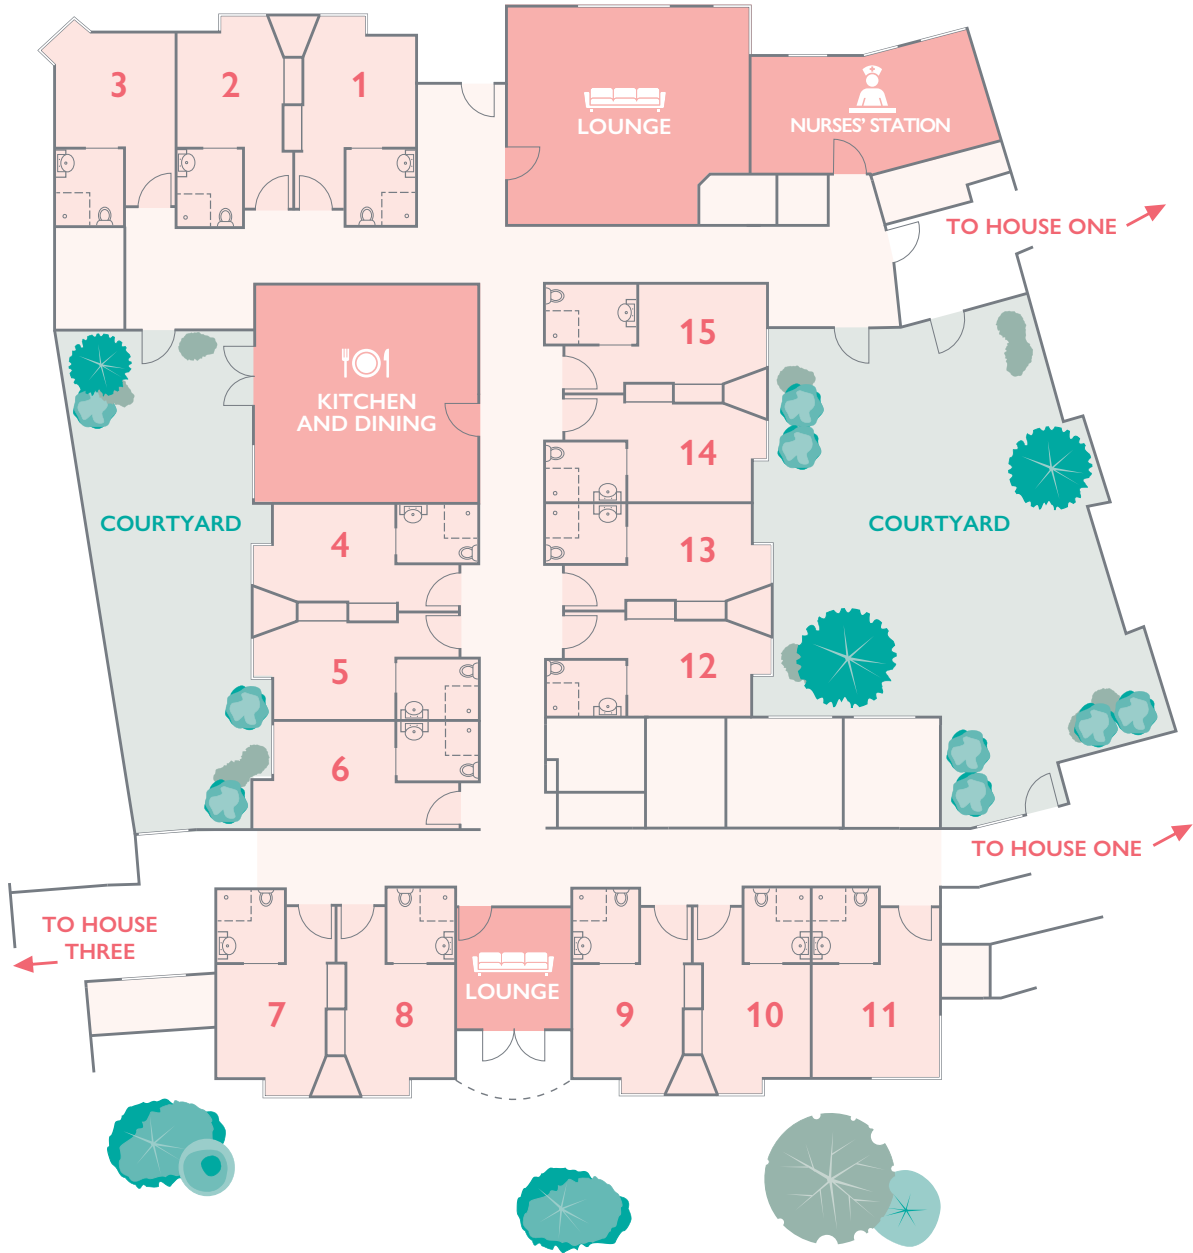 3
2
1
LOUNGE
NURSES' STATION
TO HOUSE ONE
15
KITCHEN
AND DINING
14
COURTYARD
4
13
COURTYARD
5
12
6
TO HOUSE ONE
TO HOUSE
THREE
LOUNGE
7
8
9
10
11